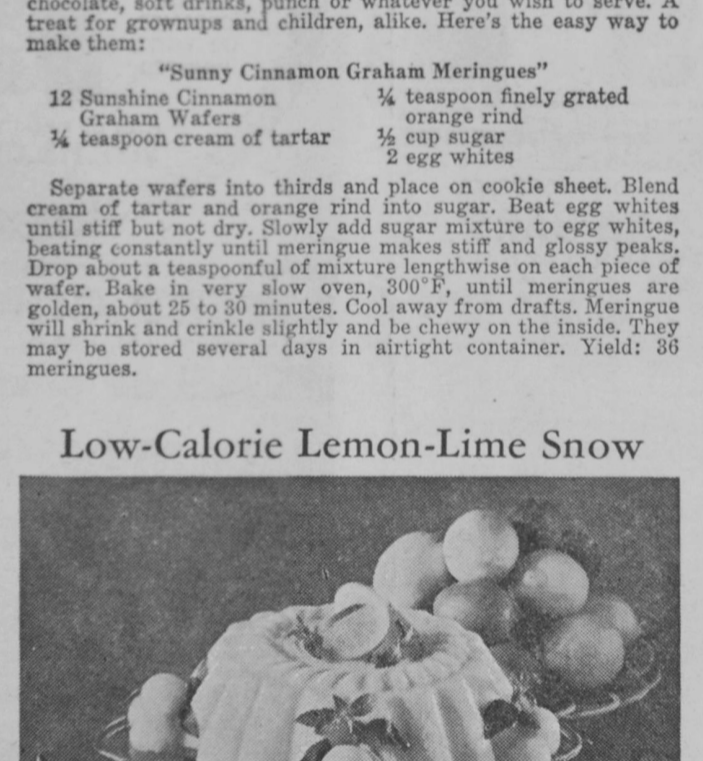 chocolate, soft drinks, punch or whatever you wish to serve. A
treat for grownups and children, alike. Here's the easy way to
make them:
"Sunny Cinnamon Graham Meringues"
12 Sunshine Cinnamon
Graham Wafers
¼ teaspoon cream of tartar
¼ teaspoon finely grated
orange rind
½ cup sugar
2 egg whites
Separate wafers into thirds and place on cookie sheet. Blend
cream of tartar and orange rind into sugar. Beat egg whites
until stiff but not dry. Slowly add sugar mixture to egg whites,
beating constantly until meringue makes stiff and glossy peaks.
Drop about a teaspoonful of mixture lengthwise on each piece of
wafer. Bake in very slow oven, 300°F, until meringues are
golden, about 25 to 30 minutes. Cool away from drafts. Meringue
will shrink and crinkle slightly and be chewy on the inside. They
may be stored several days in airtight container. Yield: 36
meringues.
Low-Calorie Lemon-Lime Snow